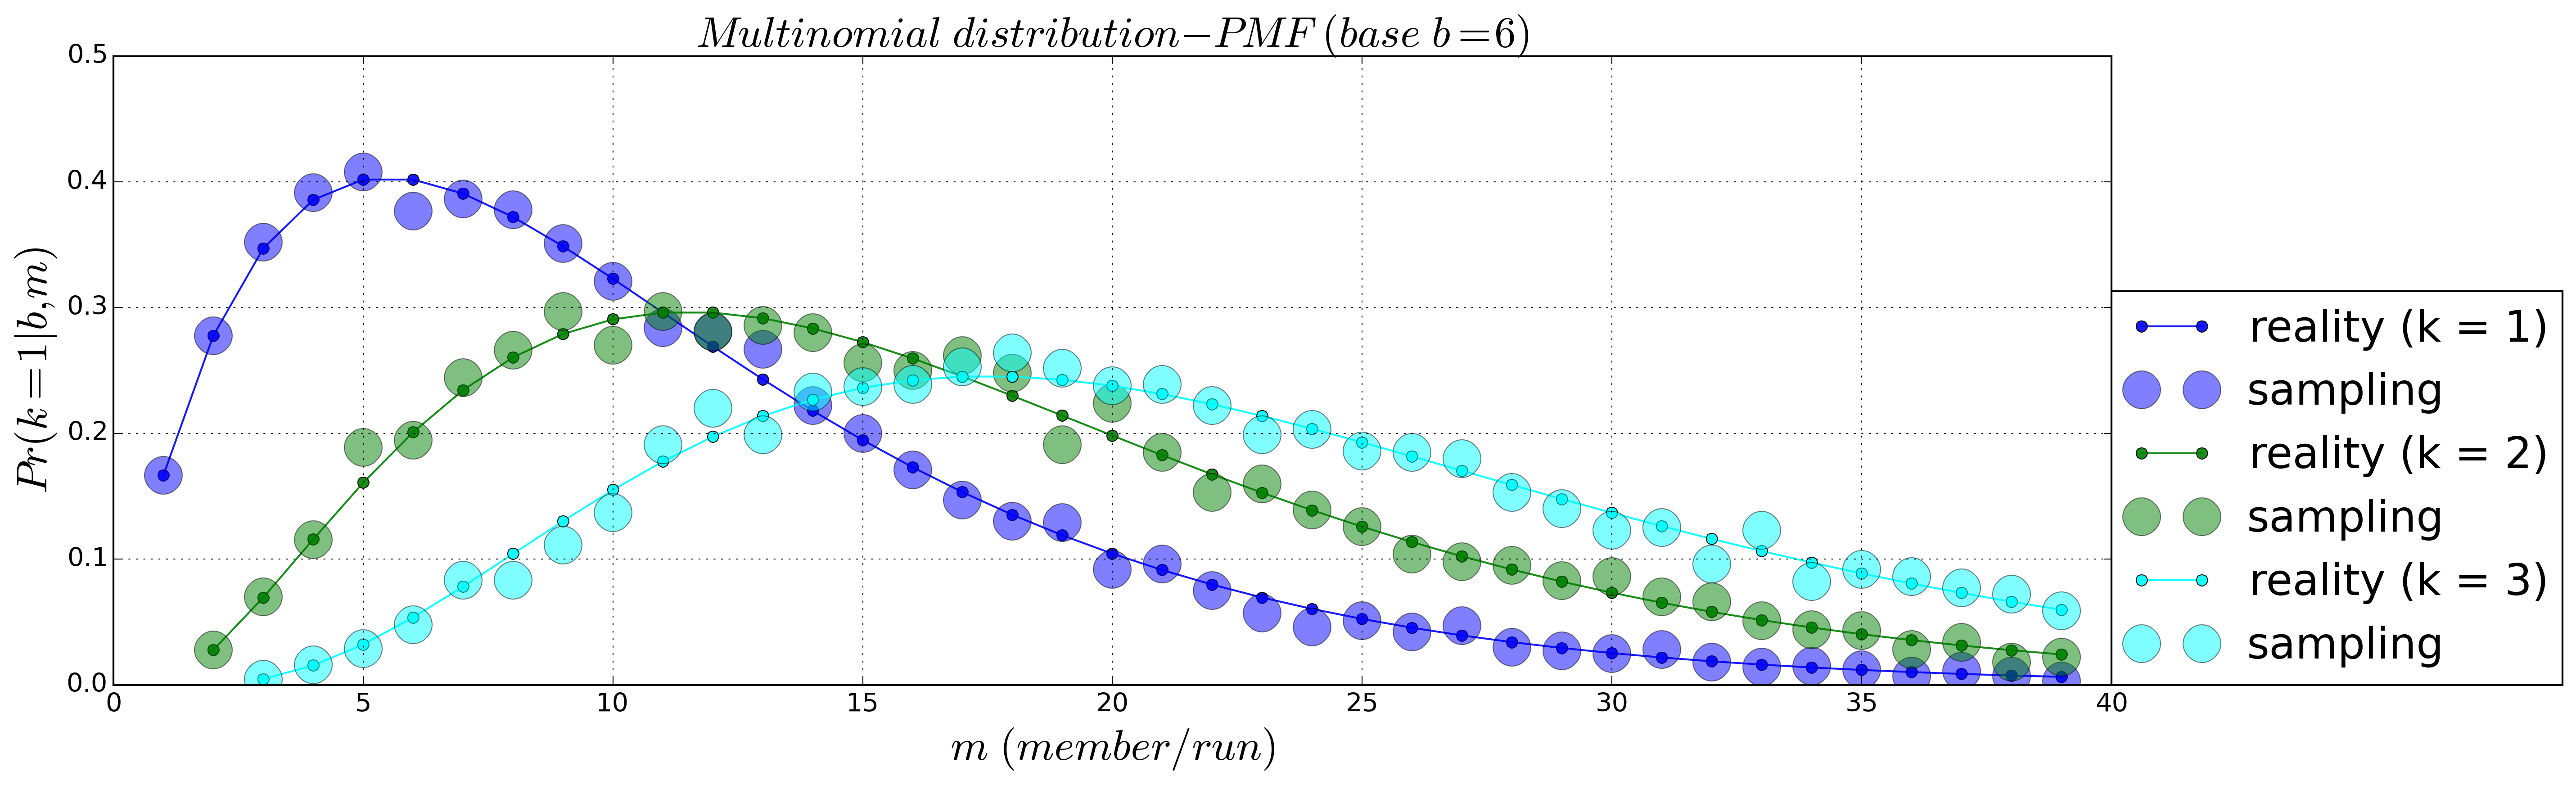 Multinomial distribution−PMF (base b=6)
0.5
0.4
0.3
0.2
0.1
0.0
Pr(k=1|b,m)
0 5 10 15 20 25 30 35 40
m (member/run)
reality (k = 1)
sampling
reality (k = 2)
sampling
reality (k = 3)
sampling